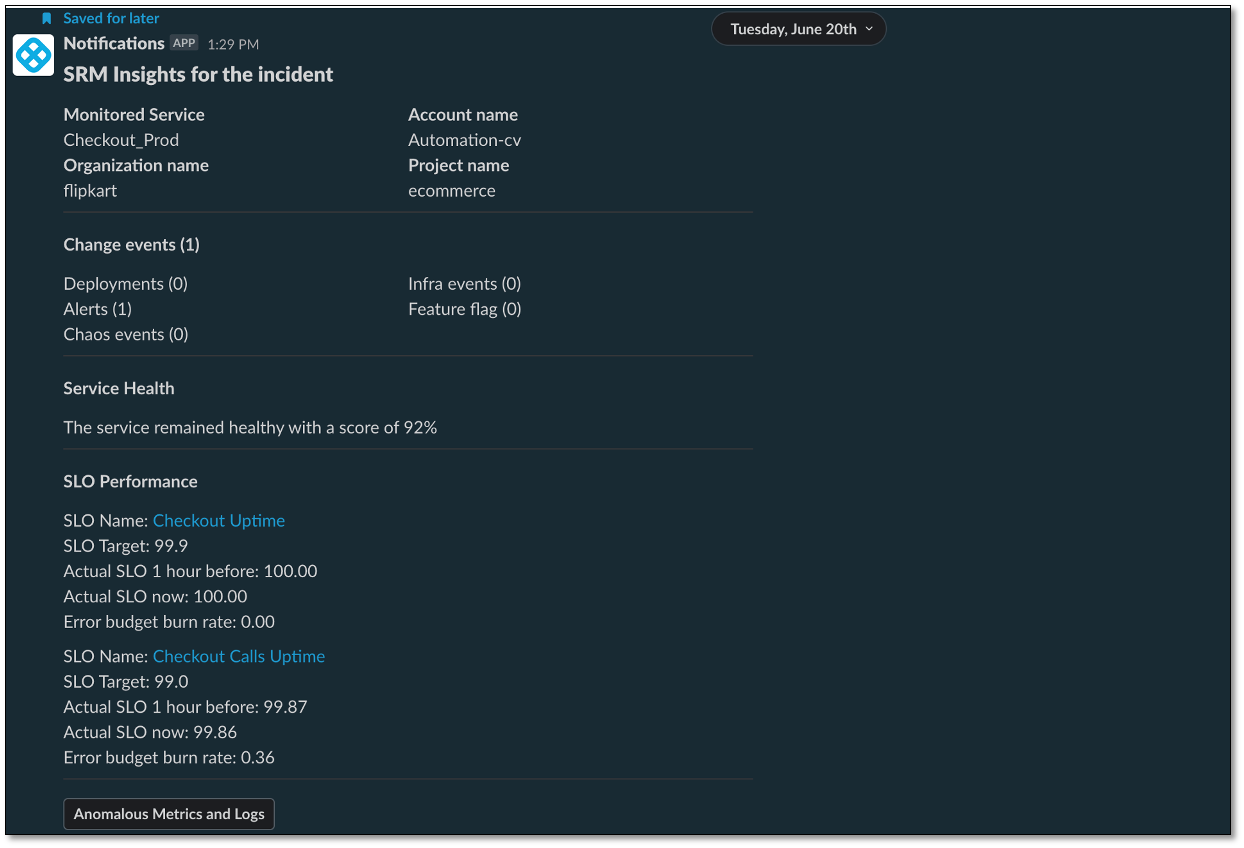 Saved for later
Tuesday, June 20th
Notifications APP 1:29 PM
SRM Insights for the incident
Monitored Service Account name
Checkout_Prod Automation-cv
Organization name Project name
flipkart ecommerce
Change events (1)
Deployments (0) Infra events (0)
Alerts (1) Feature flag (0)
Chaos events (0)
Service Health
The service remained healthy with a score of 92%
SLO Performance
SLO Name: Checkout Uptime
SLO Target: 99.9
Actual SLO 1 hour before: 100.00
Actual SLO now: 100.00
Error budget burn rate: 0.00
SLO Name: Checkout Calls Uptime
SLO Target: 99.0
Actual SLO 1 hour before: 99.87
Actual SLO now: 99.86
Error budget burn rate: 0.36
Anomalous Metrics and Logs